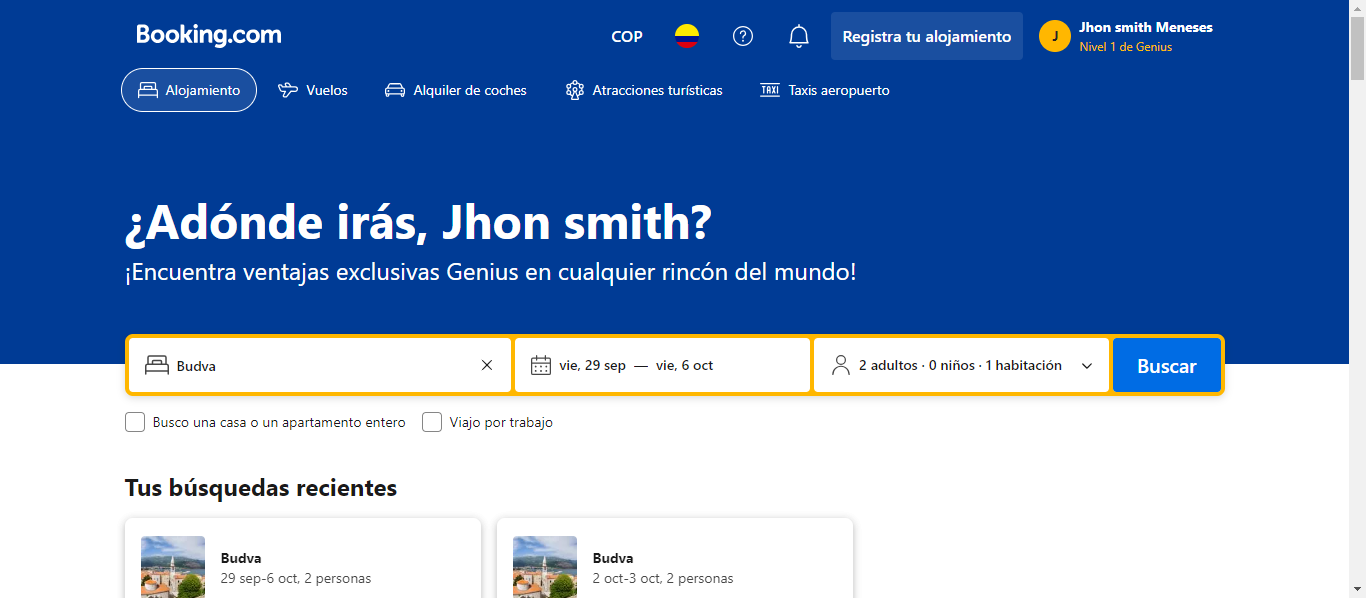 Booking.com
COP
Registra tu alojamiento
J
Jhon smith Meneses
Nivel 1 de Genius
Alojamiento
Vuelos
Alquiler de coches
Atracciones turísticas
TAXI
Taxis aeropuerto
¿Adónde irás, Jhon smith?
¡Encuentra ventajas exclusivas Genius en cualquier rincón del mundo!
Budva
vie, 29 sep — vie, 6 oct
2 adultos · 0 niños · 1 habitación
Buscar
Busco una casa o un apartamento entero
Viajo por trabajo
Tus búsquedas recientes
Budva
29 sep-6 oct, 2 personas
Budva
2 oct-3 oct, 2 personas